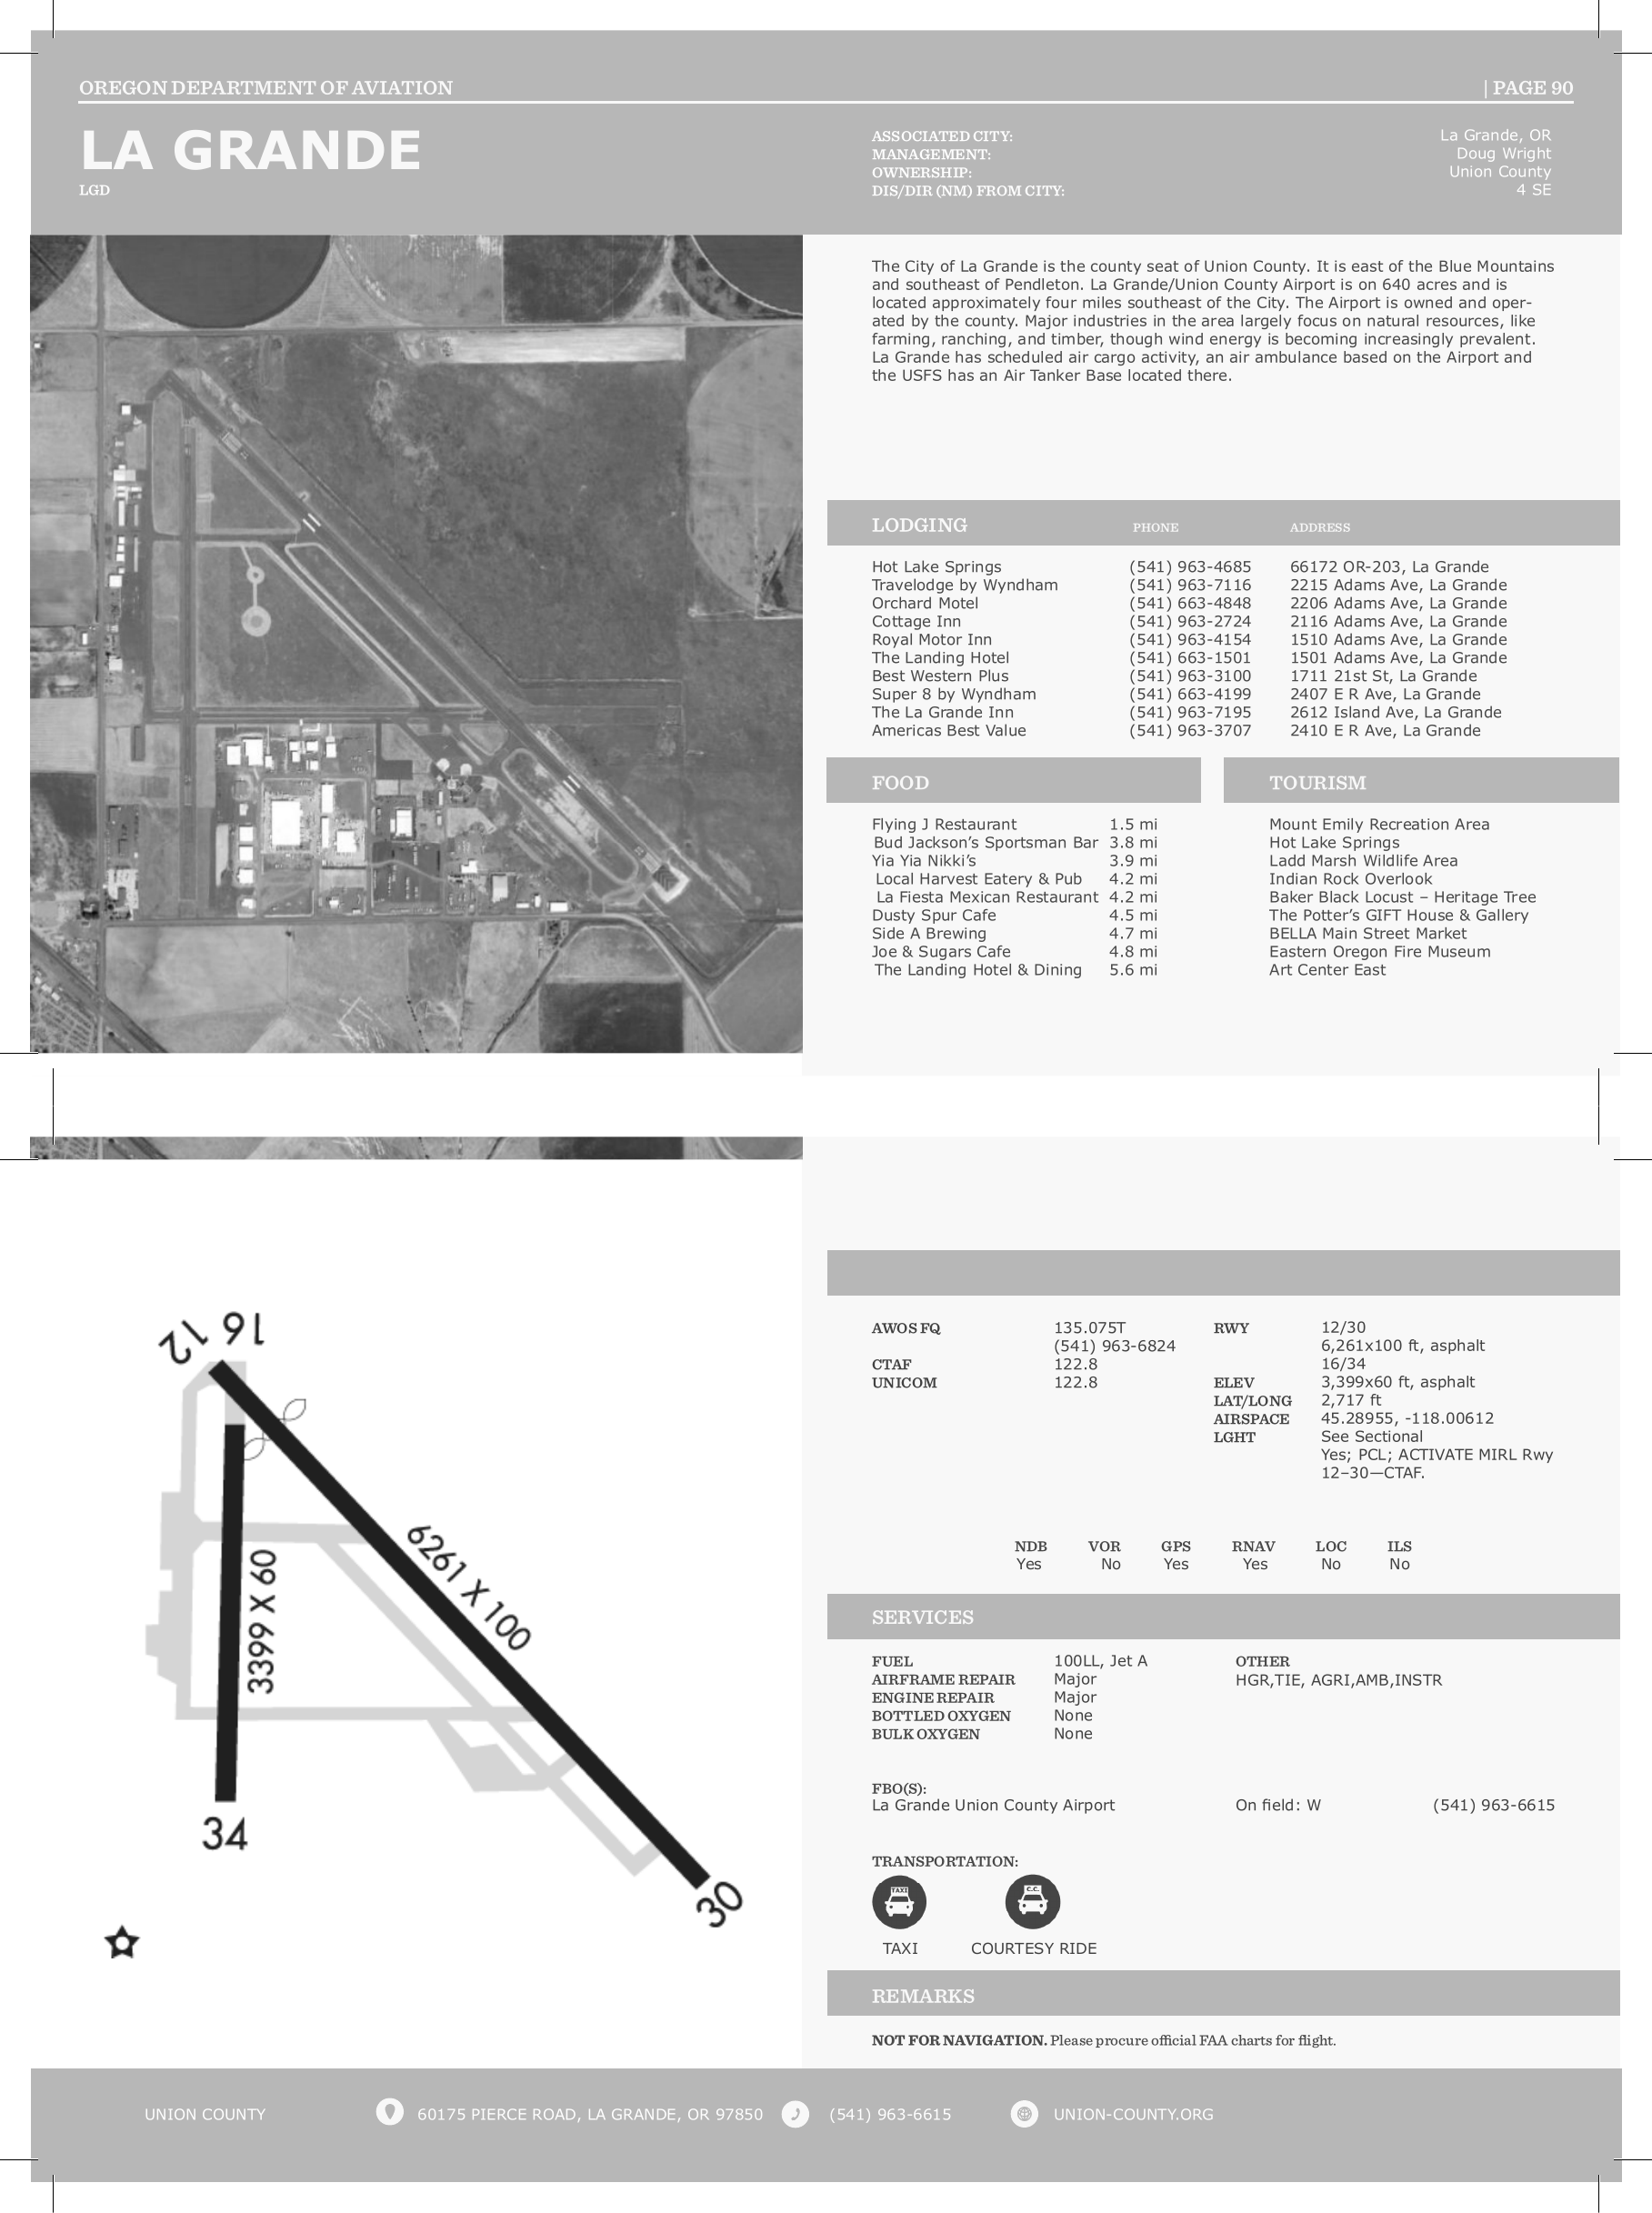 OREGON DEPARTMENT OF AVIATION | PAGE 90
LA GRANDE
LGD
ASSOCIATED CITY: La Grande, OR
MANAGEMENT: Doug Wright
OWNERSHIP: Union County
DIS/DIR (NM) FROM CITY: 4 SE
The City of La Grande is the county seat of Union County. It is east of the Blue Mountains
and southeast of Pendleton. La Grande/Union County Airport is on 640 acres and is
located approximately four miles southeast of the City. The Airport is owned and oper-
ated by the county. Major industries in the area largely focus on natural resources, like
farming, ranching, and timber, though wind energy is becoming increasingly prevalent.
La Grande has scheduled air cargo activity, an air ambulance based on the Airport and
the USFS has an Air Tanker Base located there.
LODGING PHONE ADDRESS
Hot Lake Springs (541) 963-4685 66172 OR-203, La Grande
Travelodge by Wyndham (541) 963-7116 2215 Adams Ave, La Grande
Orchard Motel (541) 663-4848 2206 Adams Ave, La Grande
Cottage Inn (541) 963-2724 2116 Adams Ave, La Grande
Royal Motor Inn (541) 963-4154 1510 Adams Ave, La Grande
The Landing Hotel (541) 663-1501 1501 Adams Ave, La Grande
Best Western Plus (541) 963-3100 1711 21st St, La Grande
Super 8 by Wyndham (541) 663-4199 2407 E R Ave, La Grande
The La Grande Inn (541) 963-7195 2612 Island Ave, La Grande
Americas Best Value (541) 963-3707 2410 E R Ave, La Grande
FOOD
Flying J Restaurant 1.5 mi
Bud Jackson's Sportsman Bar 3.8 mi
Yia Yia Nikki's 3.9 mi
Local Harvest Eatery & Pub 4.2 mi
La Fiesta Mexican Restaurant 4.2 mi
Dusty Spur Cafe 4.5 mi
Side A Brewing 4.7 mi
Joe & Sugars Cafe 4.8 mi
The Landing Hotel & Dining 5.6 mi
TOURISM
Mount Emily Recreation Area
Hot Lake Springs
Ladd Marsh Wildlife Area
Indian Rock Overlook
Baker Black Locust – Heritage Tree
The Potter's GIFT House & Gallery
BELLA Main Street Market
Eastern Oregon Fire Museum
Art Center East
12 16
3399 X 60
6261 X 100
34
30
AWOS FQ 135.075T
(541) 963-6824
CTAF 122.8
UNICOM 122.8
RWY 12/30
6,261x100 ft, asphalt
16/34
ELEV 3,399x60 ft, asphalt
LAT/LONG 2,717 ft
AIRSPACE 45.28955, -118.00612
LGHT See Sectional
Yes; PCL; ACTIVATE MIRL Rwy
12–30—CTAF.
NDB VOR GPS RNAV LOC ILS
Yes No Yes Yes No No
SERVICES
FUEL 100LL, Jet A
AIRFRAME REPAIR Major
ENGINE REPAIR Major
BOTTLED OXYGEN None
BULK OXYGEN None
OTHER
HGR,TIE, AGRI,AMB,INSTR
FBO(S):
La Grande Union County Airport On field: W (541) 963-6615
TRANSPORTATION:
TAXI C.C.
TAXI COURTESY RIDE
REMARKS
NOT FOR NAVIGATION. Please procure official FAA charts for flight.
UNION COUNTY 60175 PIERCE ROAD, LA GRANDE, OR 97850 (541) 963-6615 UNION-COUNTY.ORG